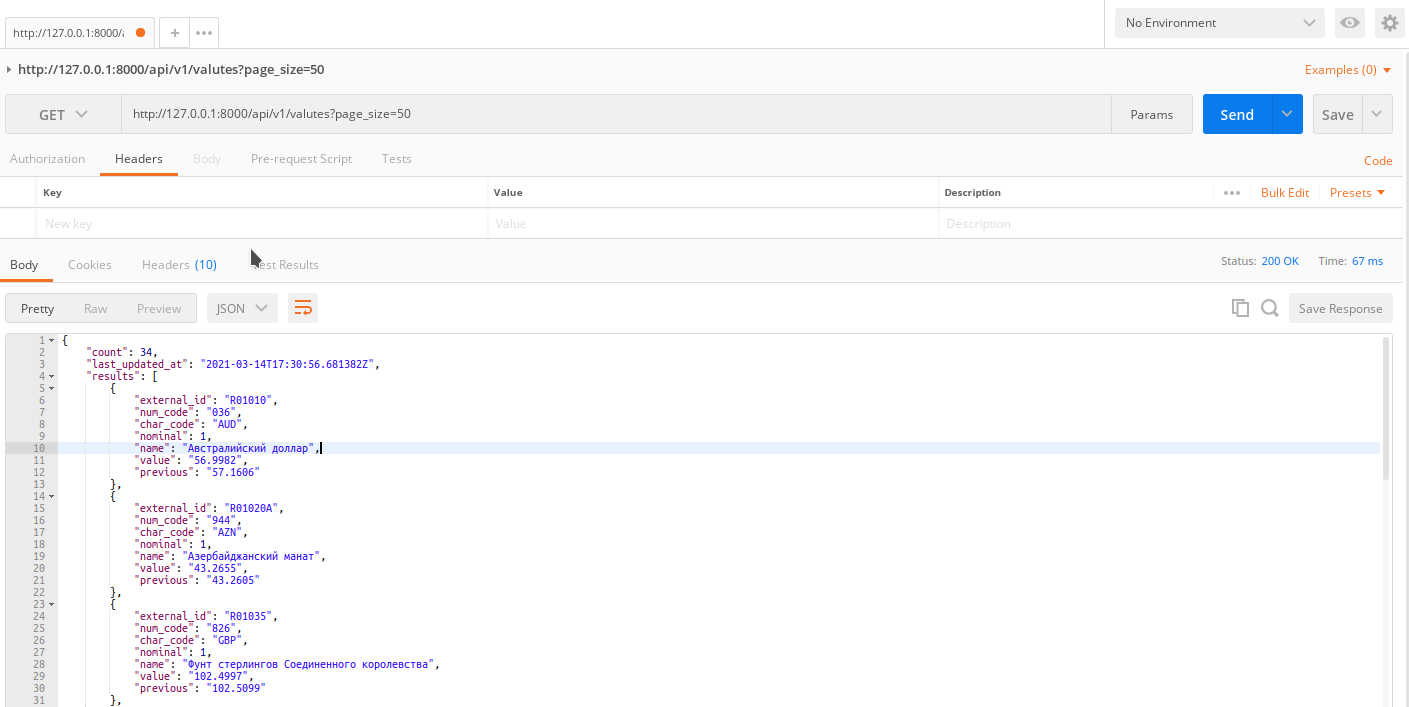 http://127.0.0.1:8000/a
+
No Environment
http://127.0.0.1:8000/api/v1/valutes?page_size=50
Examples (0)
GET
http://127.0.0.1:8000/api/v1/valutes?page_size=50
Params
Send
Save
Authorization
Headers
Body
Pre-request Script
Tests
Code
Key
Value
Description
Bulk Edit
Presets
New key
Value
Description
Body
Cookies
Headers (10)
Results
Status: 200 OK
Time: 67 ms
Pretty
Raw
Preview
JSON
Save Response
1 {
2 "count": 34,
3 "last_updated_at": "2021-03-14T17:30:56.681382Z",
4 "results": [
5 {
6 "external_id": "R01010",
7 "num_code": "036",
8 "char_code": "AUD",
9 "nominal": 1,
10 "name": "Австралийский доллар",
11 "value": "56.9982",
12 "previous": "57.1606"
13 },
14 {
15 "external_id": "R01020A",
16 "num_code": "944",
17 "char_code": "AZN",
18 "nominal": 1,
19 "name": "Азербайджанский манат",
20 "value": "43.2655",
21 "previous": "43.2605"
22 },
23 {
24 "external_id": "R01035",
25 "num_code": "826",
26 "char_code": "GBP",
27 "nominal": 1,
28 "name": "Фунт стерлингов Соединенного королевства",
29 "value": "102.4997",
30 "previous": "102.5099"
31 },